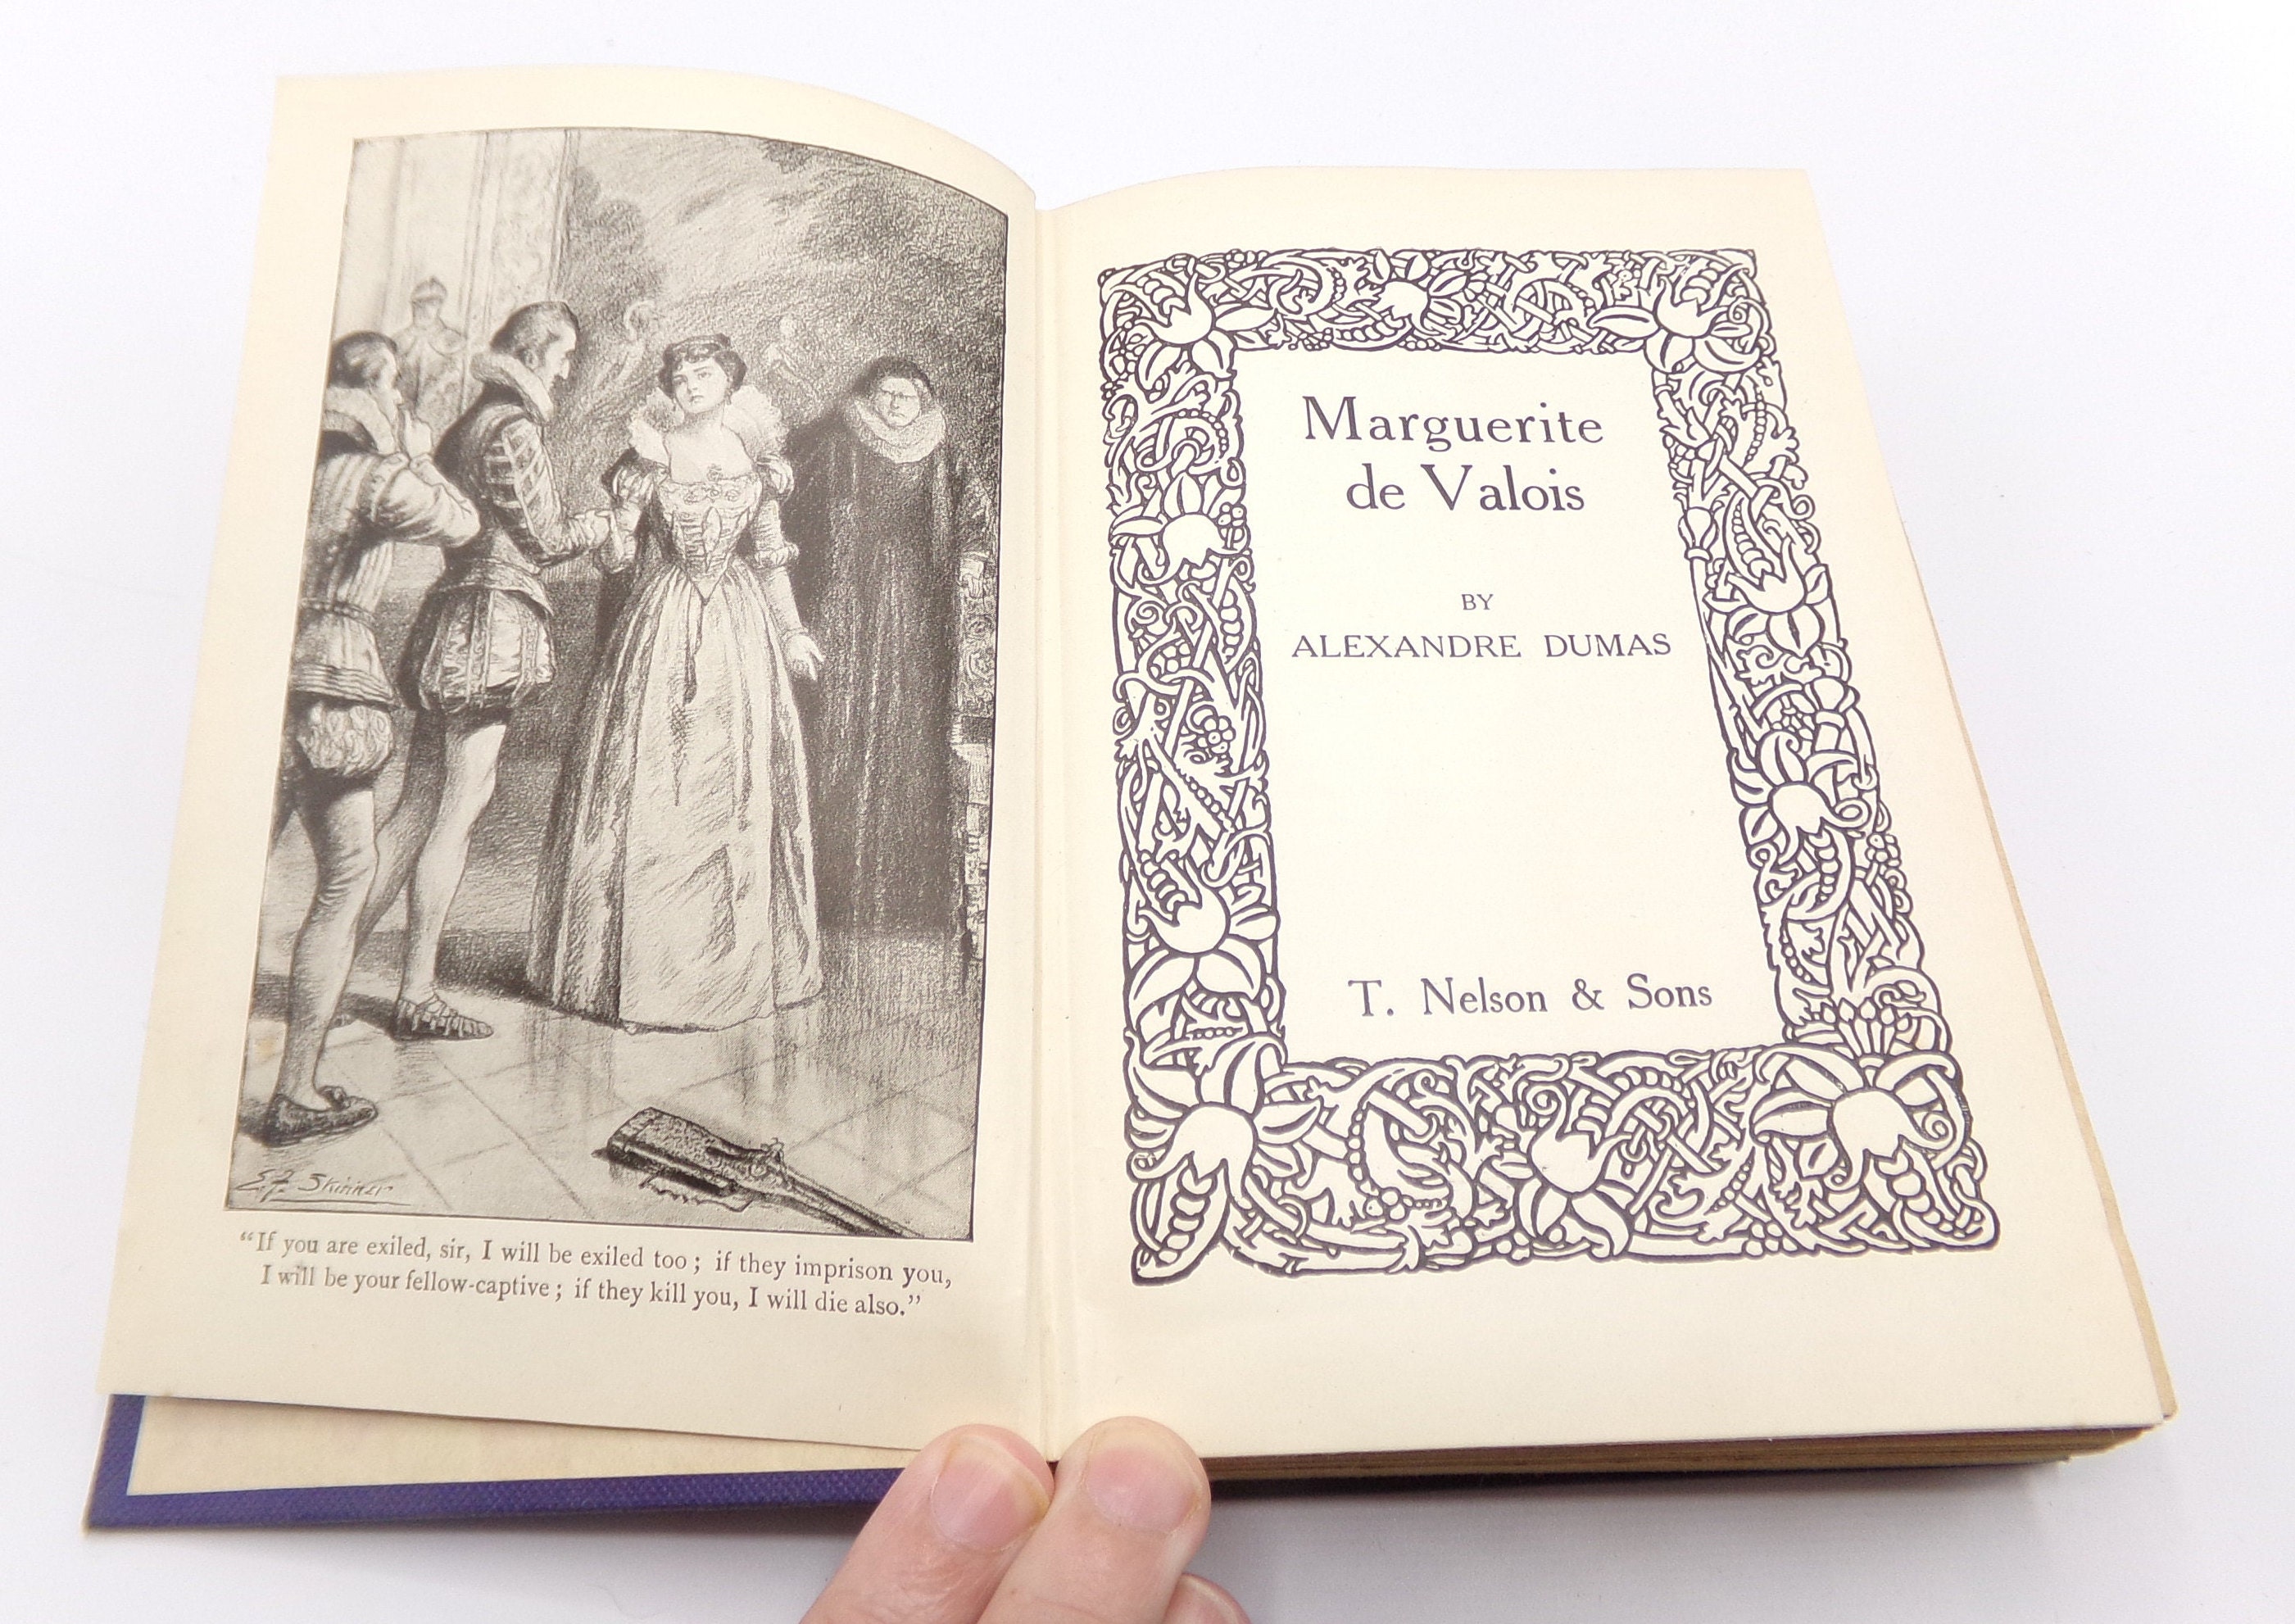 E. F. Skinner
“If you are exiled, sir, I will be exiled too; if they imprison you,
I will be your fellow-captive; if they kill you, I will die also.”
Marguerite
de Valois
BY
ALEXANDRE DUMAS
T. Nelson & Sons